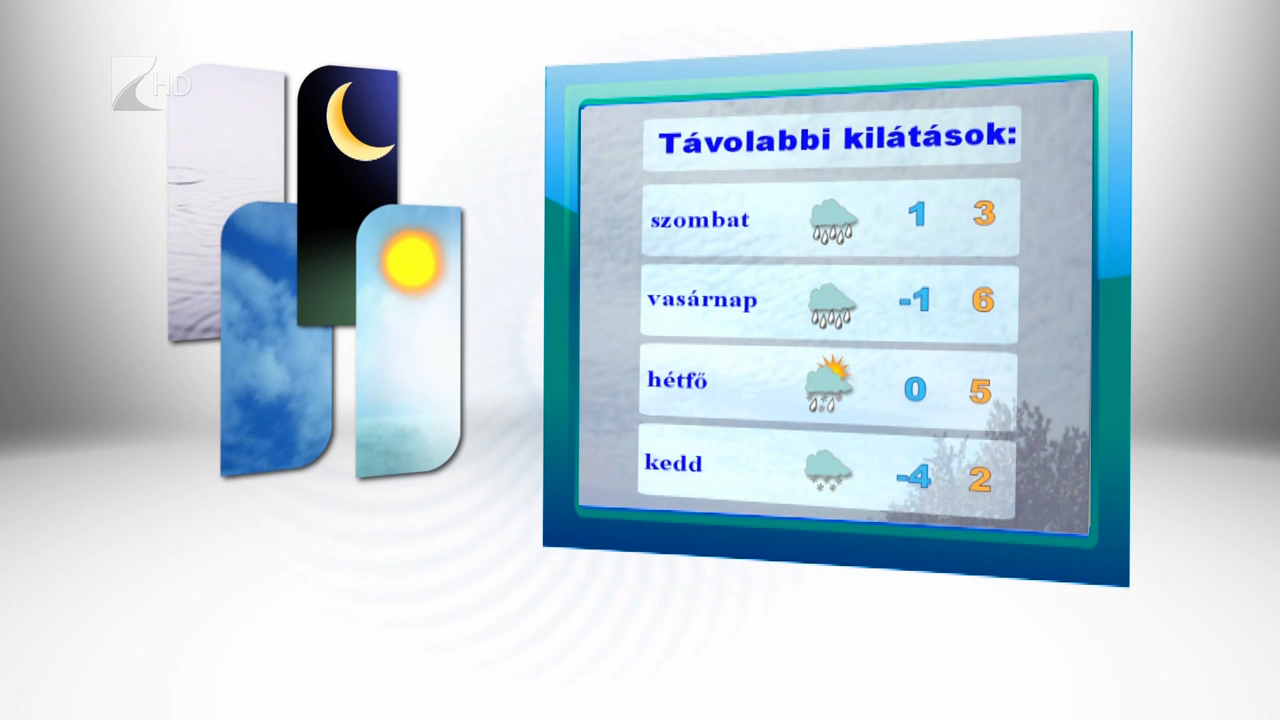 HD
Távolabbi kilátások:
szombat 1 3
vasárnap -1 6
hétfő 0 5
kedd -4 2